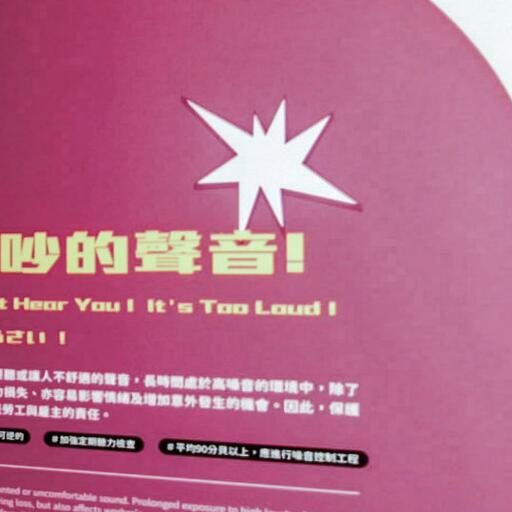 吵的聲音!
t Hear You! It's Too Loud!
るさい!
聽或讓人不舒適的聲音,長時間處於高噪音的環境中,除了
損失、亦容易影響情緒及增加意外發生的機會。因此,保護
勞工與雇主的責任。
可逆的 #加強定期聽力檢查 #平均90分貝以上,應進行噪音控制工程
nted or uncomfortable sound. Prolonged exposure to high
ring loss, but also affects